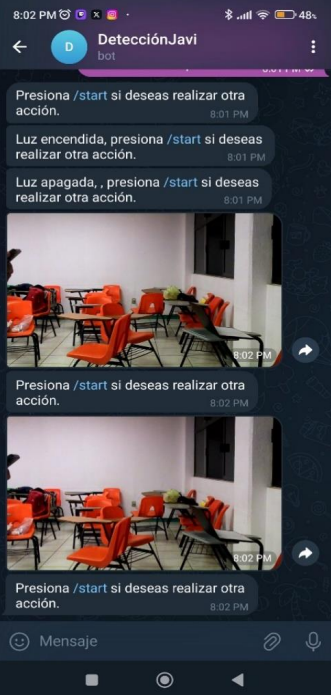 8:02 PM
48%
D
DetecciónJavi
bot
Presiona /start si deseas realizar otra
acción.
8:01 PM
Luz encendida, presiona /start si deseas
realizar otra acción.
8:01 PM
Luz apagada, , presiona /start si deseas
realizar otra acción.
8:01 PM
8:02 PM
Presiona /start si deseas realizar otra
acción.
8:02 PM
8:02 PM
Presiona /start si deseas realizar otra
acción.
8:02 PM
Mensaje